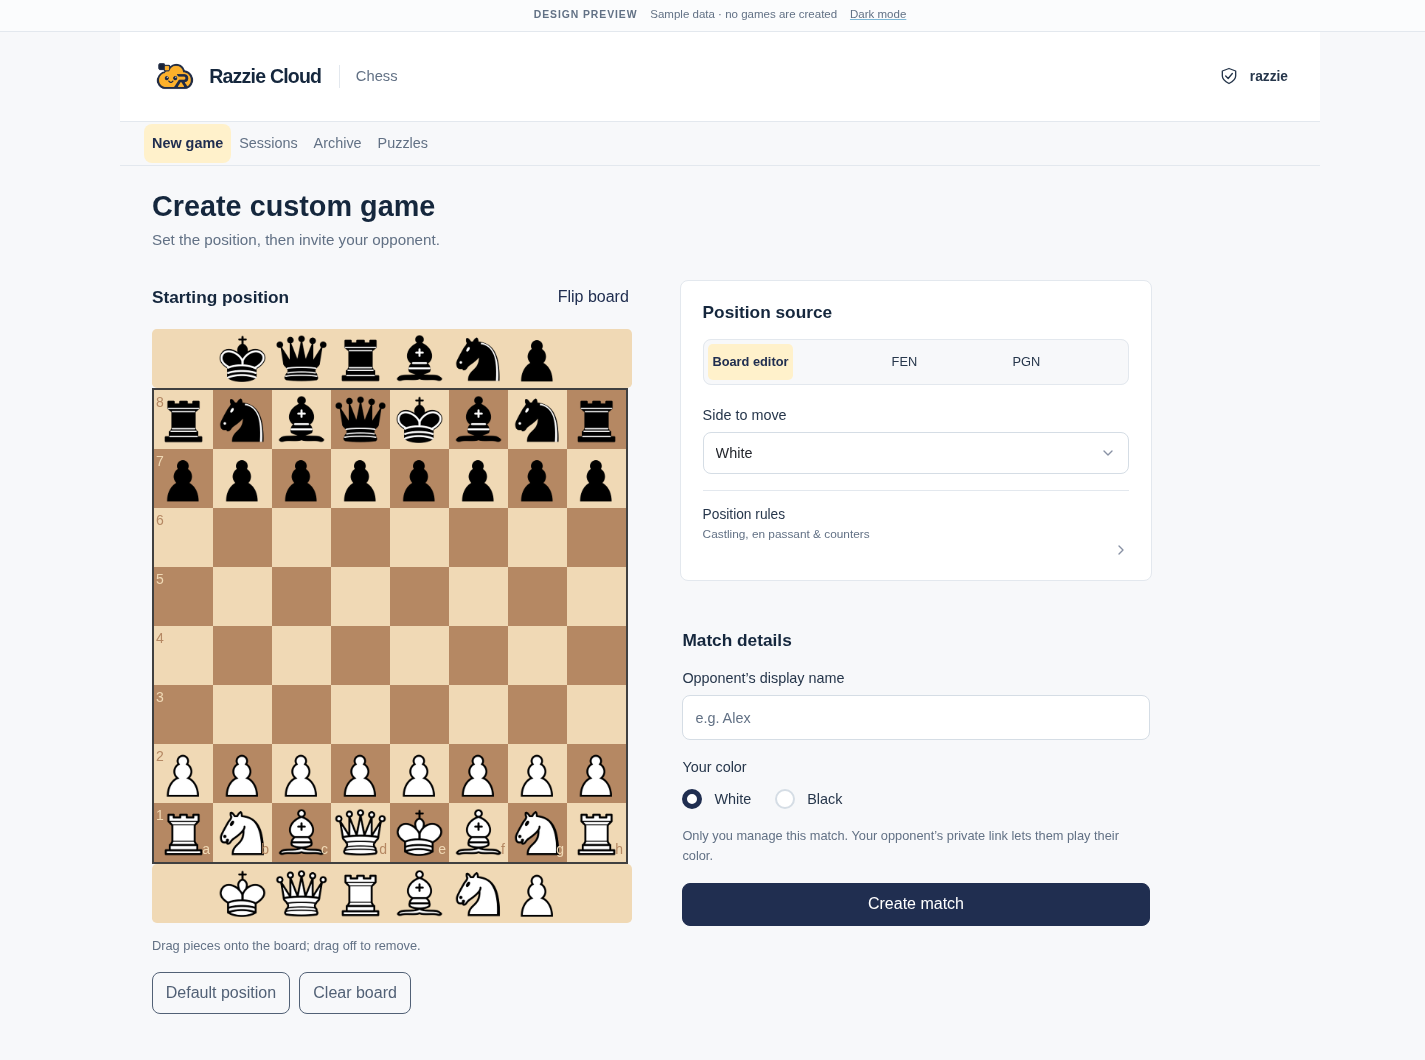 DESIGN PREVIEW Sample data · no games are created Dark mode
Razzie Cloud Chess razzie
New game Sessions Archive Puzzles
Create custom game
Set the position, then invite your opponent.
Starting position Flip board
8
7
6
5
4
3
2
1
a b c d e f g h
Drag pieces onto the board; drag off to remove.
Default position Clear board
Position source
Board editor FEN PGN
Side to move
White
Position rules
Castling, en passant & counters
Match details
Opponent’s display name
e.g. Alex
Your color
White Black
Only you manage this match. Your opponent’s private link lets them play their
color.
Create match